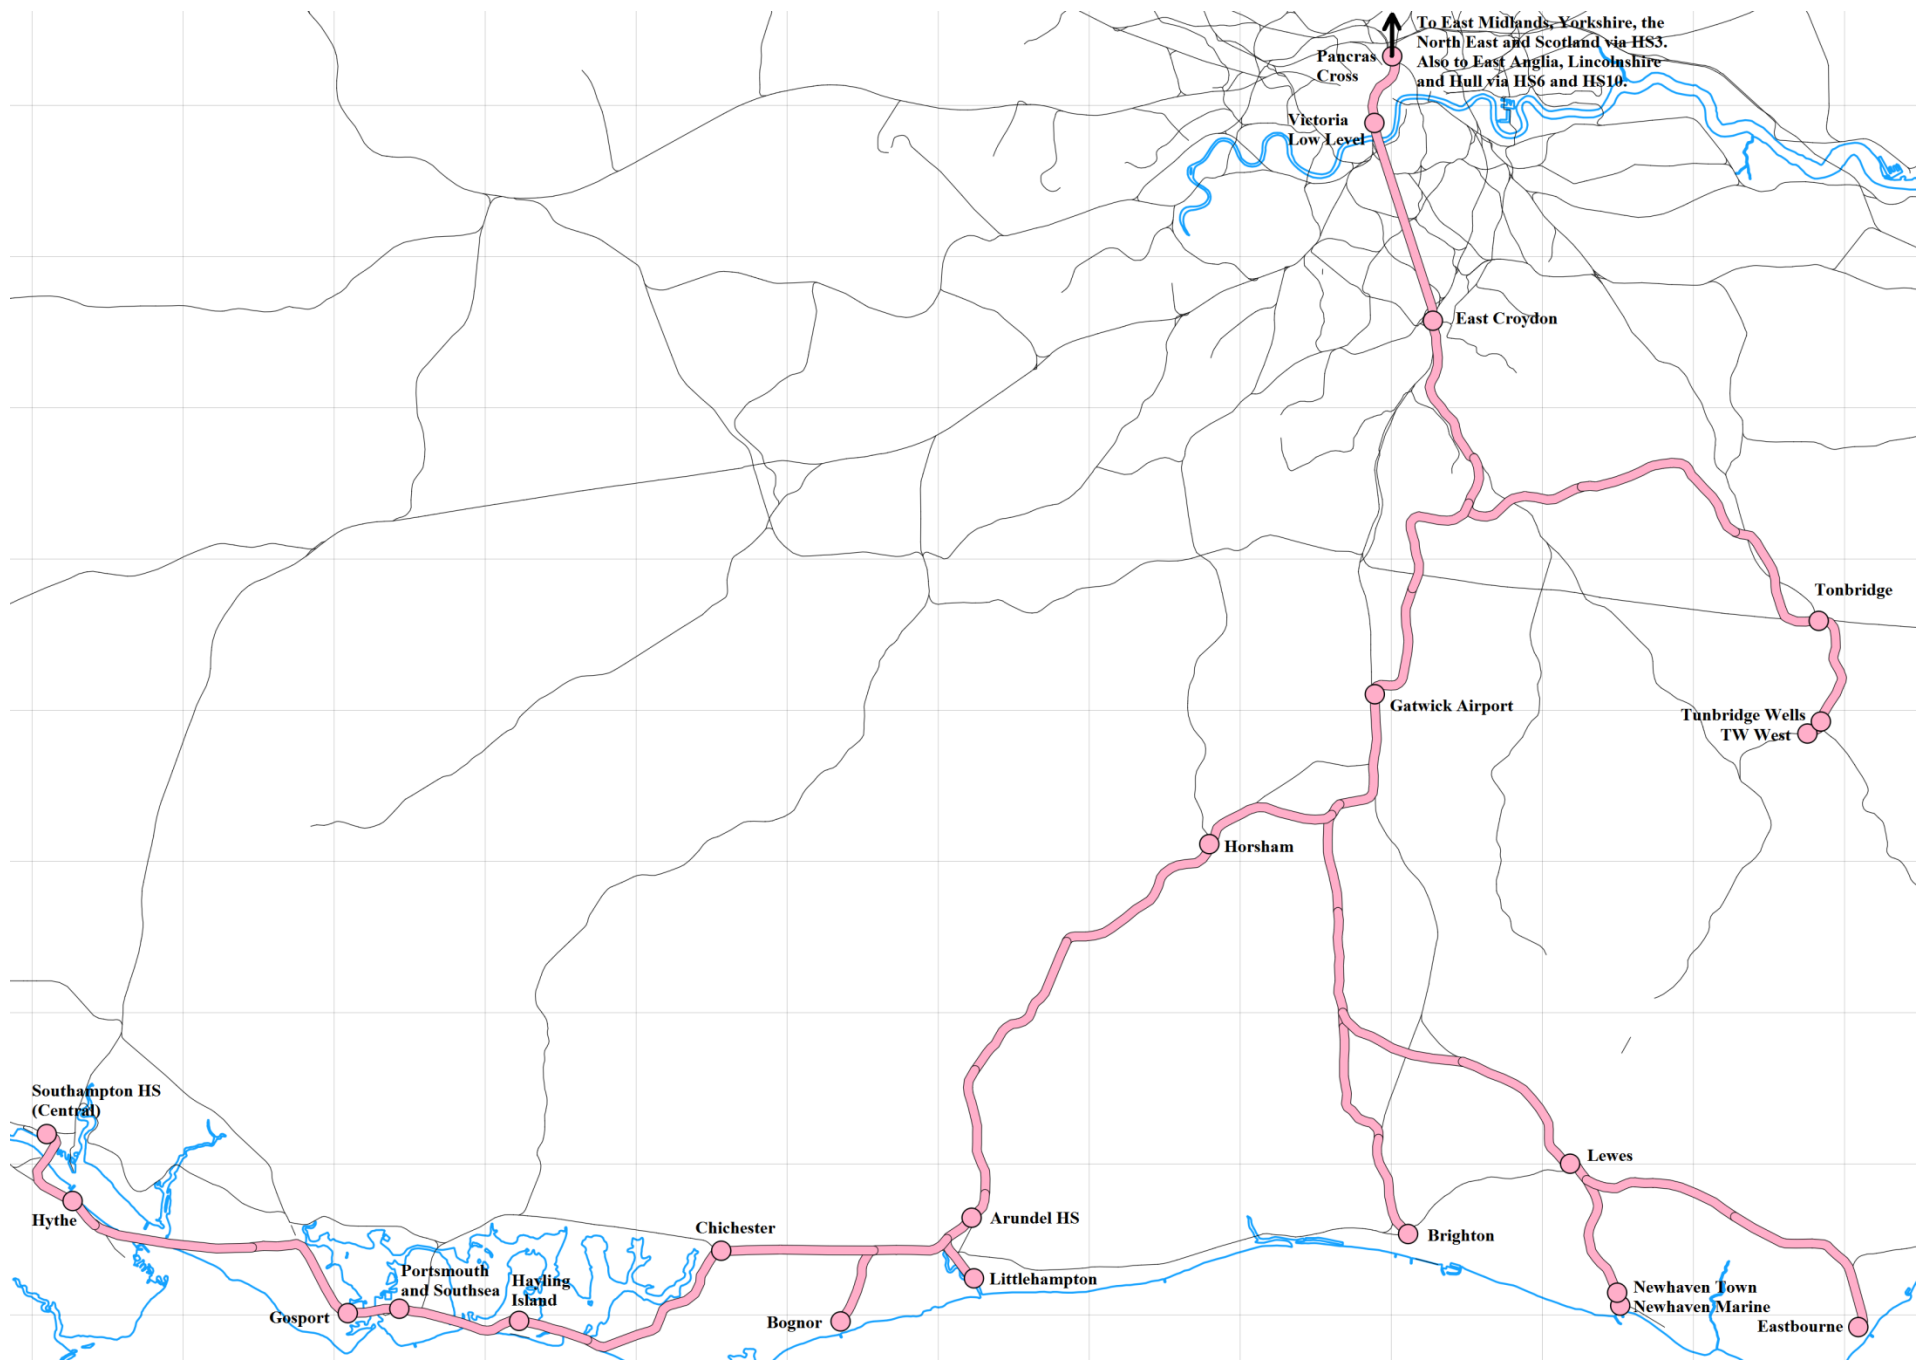 To East Midlands, Yorkshire, the
North East and Scotland via HS3.
Also to East Anglia, Lincolnshire
and Hull via HS6 and HS10.
Pancras
Cross
Victoria
Low Level
East Croydon
Tonbridge
Gatwick Airport
Tunbridge Wells
TW West
Horsham
Southampton HS
(Central)
Lewes
Hythe
Chichester
Arundel HS
Brighton
Portsmouth
and Southsea
Hayling
Island
Littlehampton
Gosport
Bognor
Newhaven Town
Newhaven Marine
Eastbourne